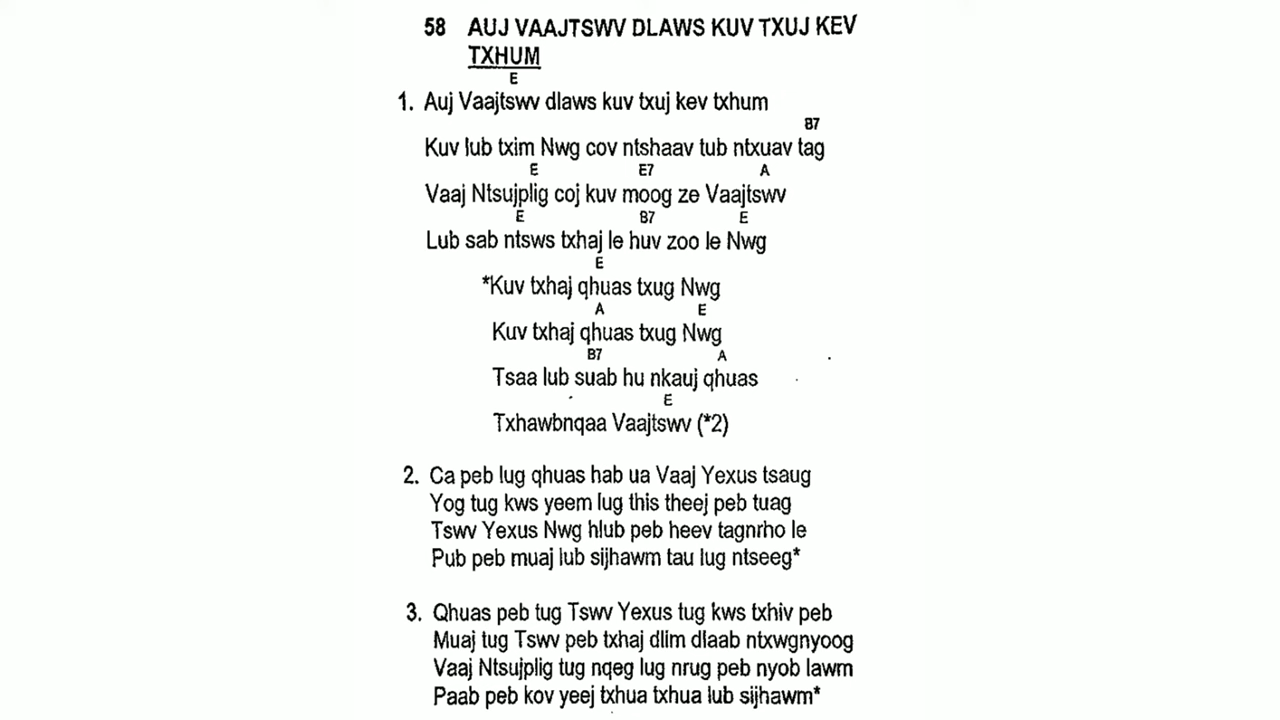 58 AUJ VAAJTSWV DLAWS KUV TXUJ KEV
TXHUM
E
1. Auj Vaajtswv dlaws kuv txuj kev txhum
B7
Kuv lub txim Nwg cov ntshaav tub ntxuav tag
E E7 A
Vaaj Ntsujplig coj kuv moog ze Vaajtswv
E B7 E
Lub sab ntsws txhaj le huv zoo le Nwg
E
*Kuv txhaj qhuas txug Nwg
A E
Kuv txhaj qhuas txug Nwg
B7 A
Tsaa lub suab hu nkauj qhuas
E
Txhawbnqaa Vaajtswv (*2)
2. Ca peb lug qhuas hab ua Vaaj Yexus tsaug
Yog tug kws yeem lug this theej peb tuag
Tswv Yexus Nwg hlub peb heev tagnrho le
Pub peb muaj lub sijhawm tau lug ntseeg*
3. Qhuas peb tug Tswv Yexus tug kws txhiv peb
Muaj tug Tswv peb txhaj dlim dlaab ntxwgnyoog
Vaaj Ntsujplig tug nqeg lug nrug peb nyob lawm
Paab peb kov yeej txhua txhua lub sijhawm*